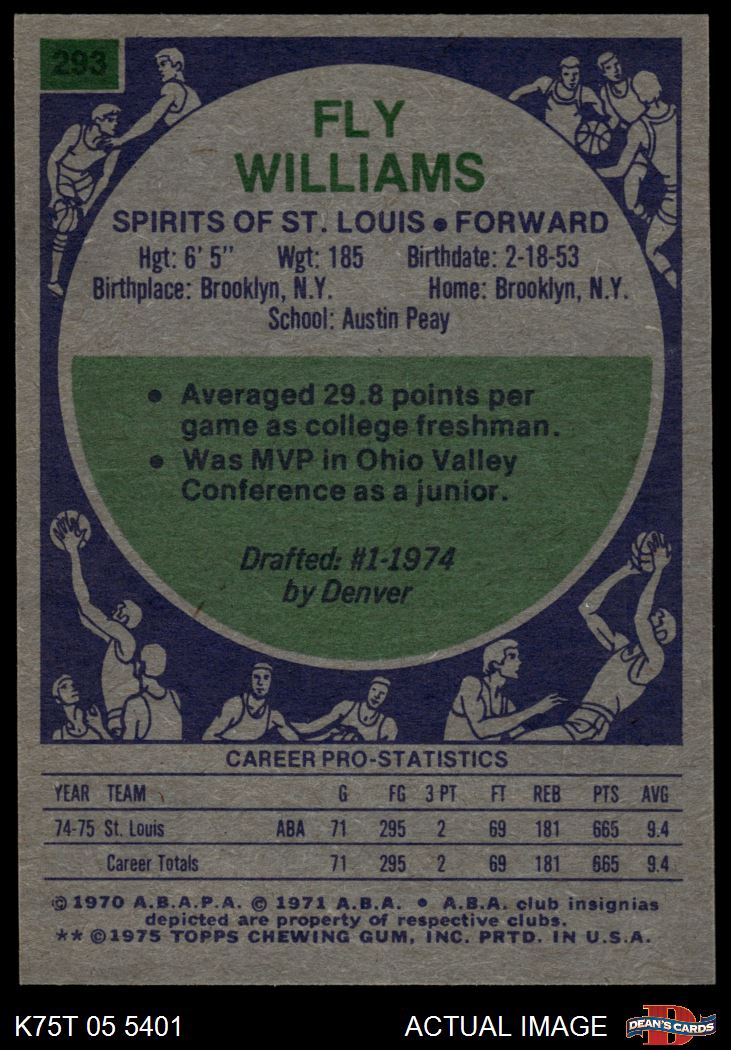 293
FLY
WILLIAMS
SPIRITS OF ST. LOUIS • FORWARD
Hgt: 6' 5" Wgt: 185 Birthdate: 2-18-53
Birthplace: Brooklyn, N.Y. Home: Brooklyn, N.Y.
School: Austin Peay
• Averaged 29.8 points per
game as college freshman.
• Was MVP in Ohio Valley
Conference as a junior.
Drafted: #1-1974
by Denver
CAREER PRO-STATISTICS
YEAR TEAM G FG 3 PT FT REB PTS AVG
74-75 St. Louis ABA 71 295 2 69 181 665 9.4
Career Totals 71 295 2 69 181 665 9.4
© 1970 A.B.A.P.A. © 1971 A.B.A. • A.B.A. club insignias
depicted are property of respective clubs.
** © 1975 TOPPS CHEWING GUM, INC. PRTD. IN U.S.A.
K75T 05 5401 ACTUAL IMAGE D DEAN'S CARDS